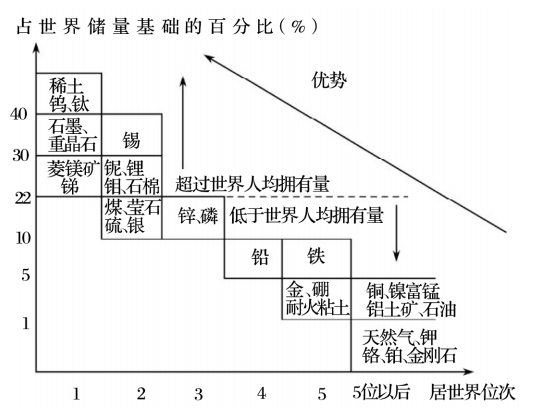 占世界储量基础的百分比(%)
优势
稀土
钨、钛
40
石墨、
重晶石
锡
30
菱镁矿
锑
铌、锂
钼、石棉
超过世界人均拥有量
22
煤、莹石
硫、银
锌、磷
低于世界人均拥有量
10
铅
铁
5
金、硼
耐火粘土
铜、镍富锰
铝土矿、石油
1
天然气、钾
铬、铂、金刚石
1
2
3
4
5
5位以后
居世界位次